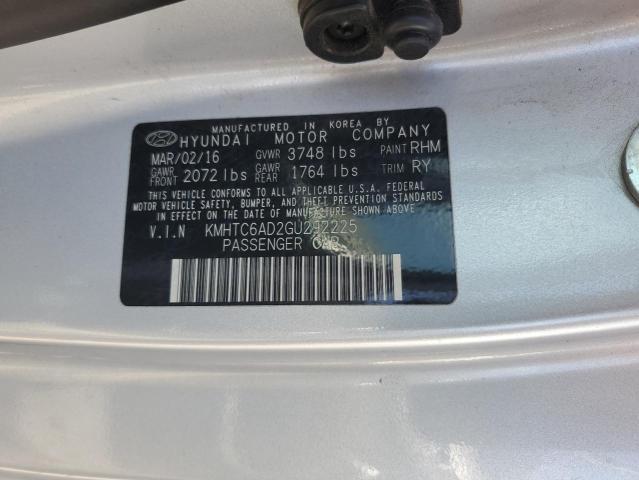 MANUFACTURED IN KOREA BY
HYUNDAI MOTOR COMPANY
MAR/02/16 GVWR 3748 lbs PAINT RHM
GAWR FRONT 2072 lbs GAWR REAR 1764 lbs TRIM RY
THIS VEHICLE CONFORMS TO ALL APPLICABLE U.S.A. FEDERAL
MOTOR VEHICLE SAFETY, BUMPER, AND THEFT PREVENTION STANDARDS
IN EFFECT ON THE DATE OF MANUFACTURE SHOWN ABOVE.
V.I.N KMHTC6AD2GU292225
PASSENGER CAR